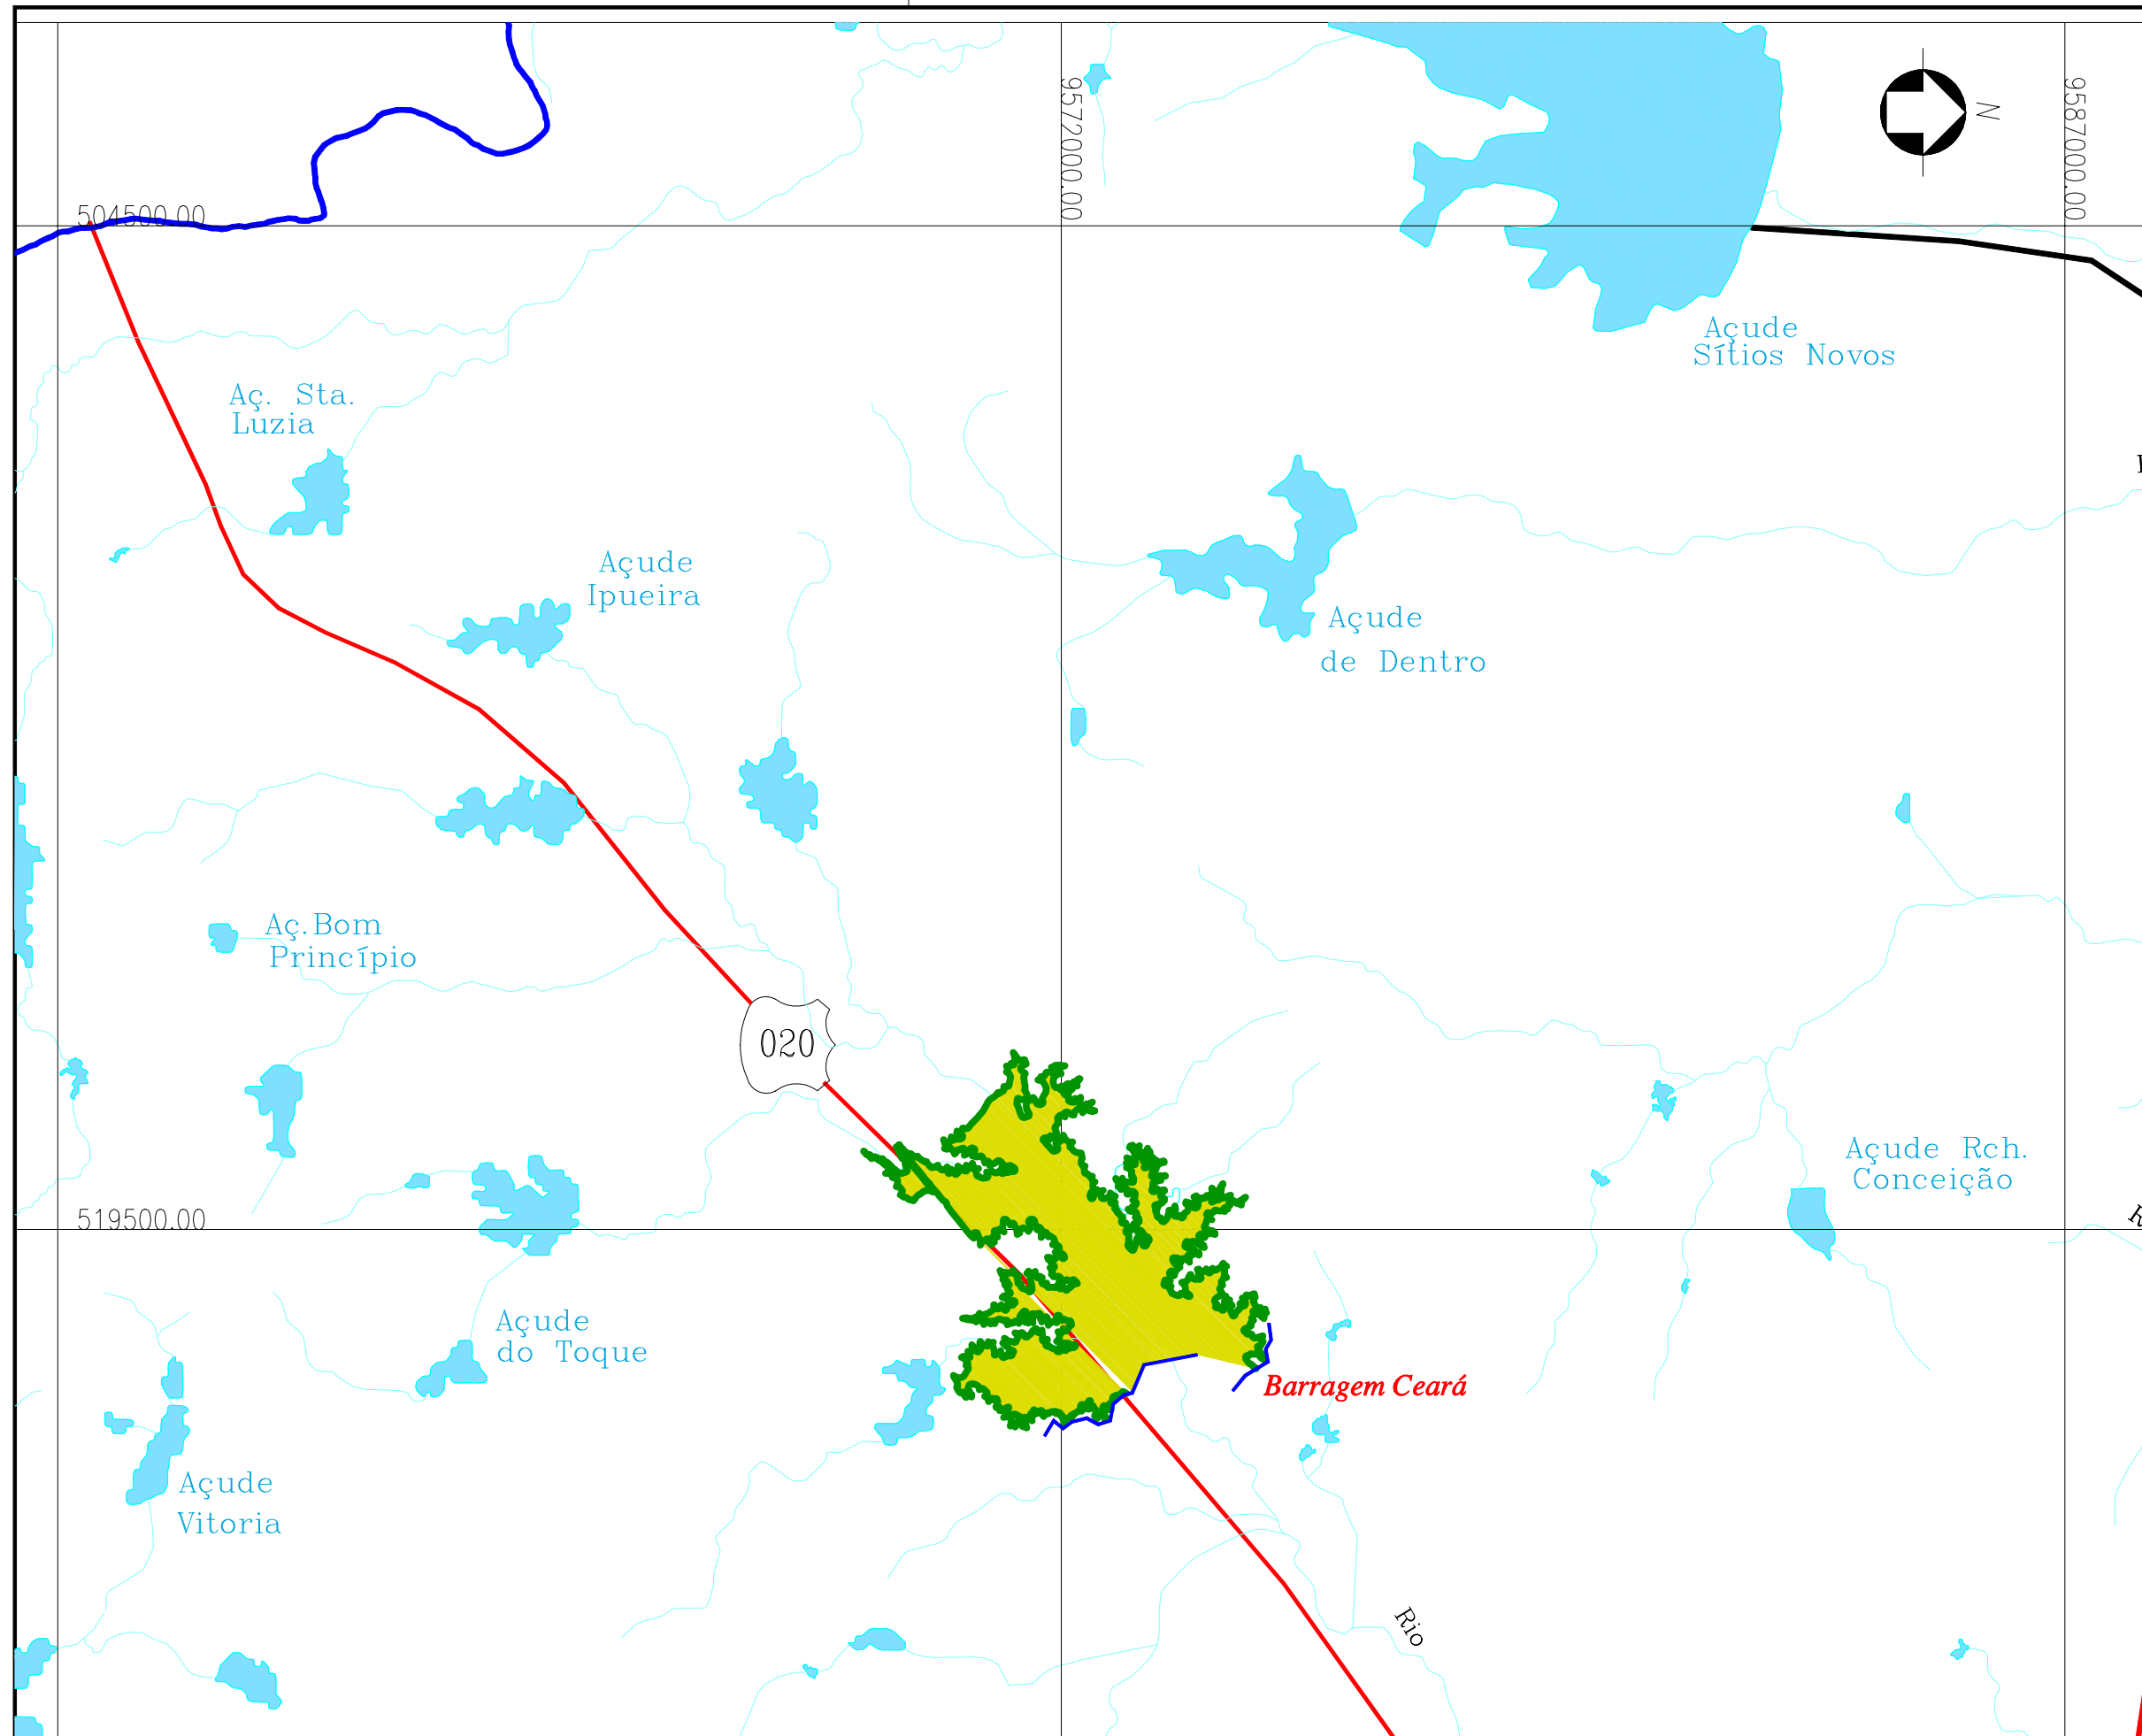 9572000.00
9587000.00
N
504500.00
Açude
Sítios Novos
Aç. Sta.
Luzia
Açude
Ipueira
Açude
de Dentro
Aç.Bom
Princípio
020
Açude Rch.
Conceição
519500.00
Açude
do Toque
Barragem Ceará
Açude
Vitoria
Rio